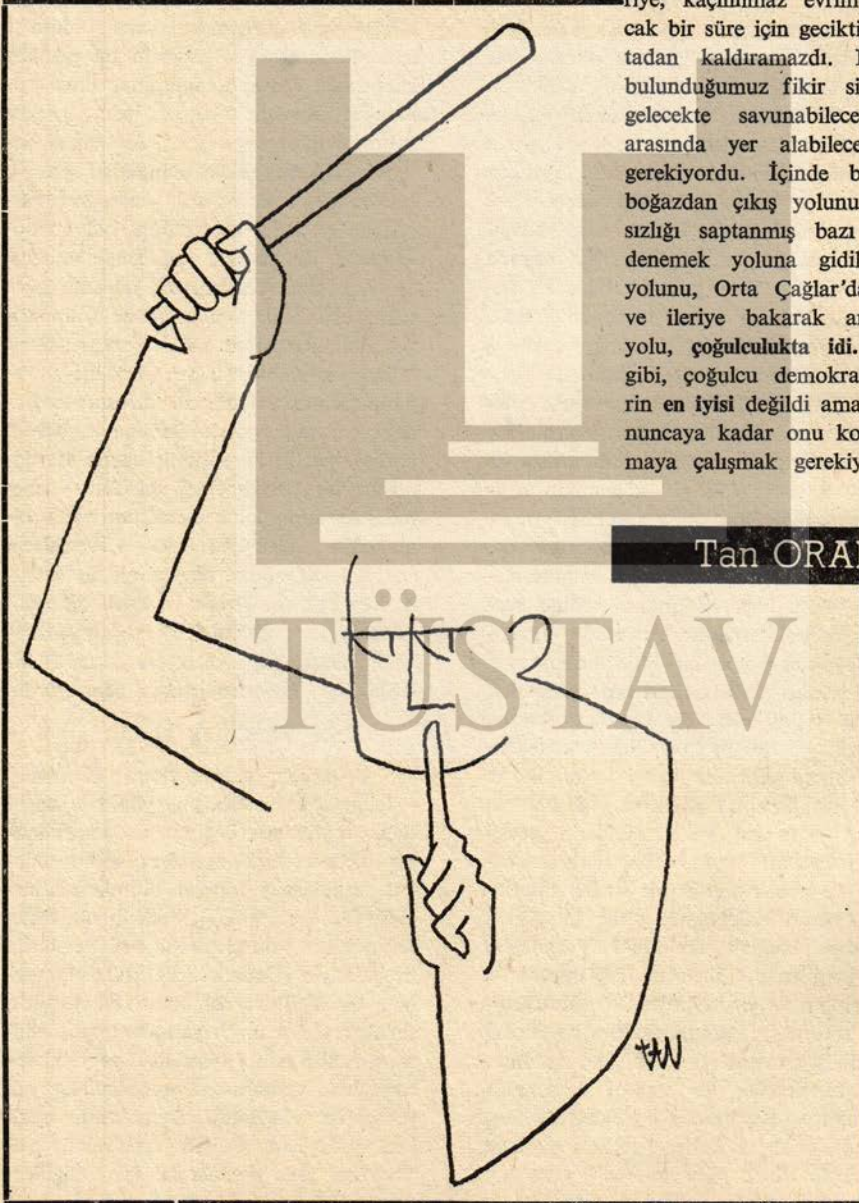 riye, kaçınılmaz evrim
cak bir süre için gecikti
tadan kaldıramazdı.
bulunduğumuz fikir si
gelecekte savunabilece
arasında yer alabilece
gerekiyordu. İçinde b
boğazdan çıkış yolunu
sızlığı saptanmış bazı
denemek yoluna gidil
yolunu, Orta Çağlar'da
ve ileriye bakarak a
yolu, çoğulculukta idi.
gibi, çoğulcu demokra
rin en iyisi değildi ama
nuncaya kadar onu ko
maya çalışmak gerekiy
Tan ORA
TÜSTAV
tAN